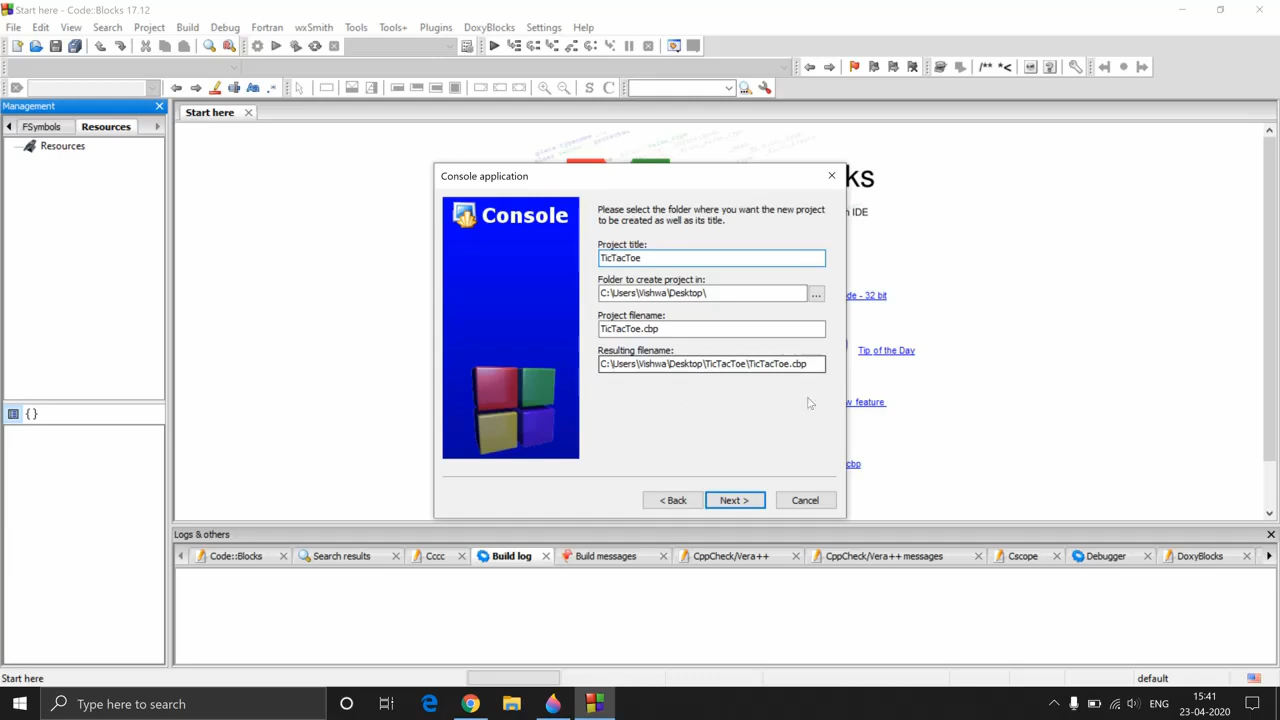 Start here - Code::Blocks 17.12
File Edit View Search Project Build Debug Fortran wxSmith Tools Tools+ Plugins DoxyBlocks Settings Help
/** *<
S C
Management
FSymbols Resources
Resources
{ }
Start here
ks
n IDE
de - 32 bit
Tip of the Day
w feature
cbp
Console application
Console
Please select the folder where you want the new project
to be created as well as its title.
Project title:
TicTacToe
Folder to create project in:
C:\Users\Vishwa\Desktop\
...
Project filename:
TicTacToe.cbp
Resulting filename:
C:\Users\Vishwa\Desktop\TicTacToe\TicTacToe.cbp
< Back Next > Cancel
Logs & others
Code::Blocks Search results Cccc Build log Build messages CppCheck/Vera++ CppCheck/Vera++ messages Cscope Debugger DoxyBlocks
Start here default
Type here to search
ENG
15:41
23-04-2020